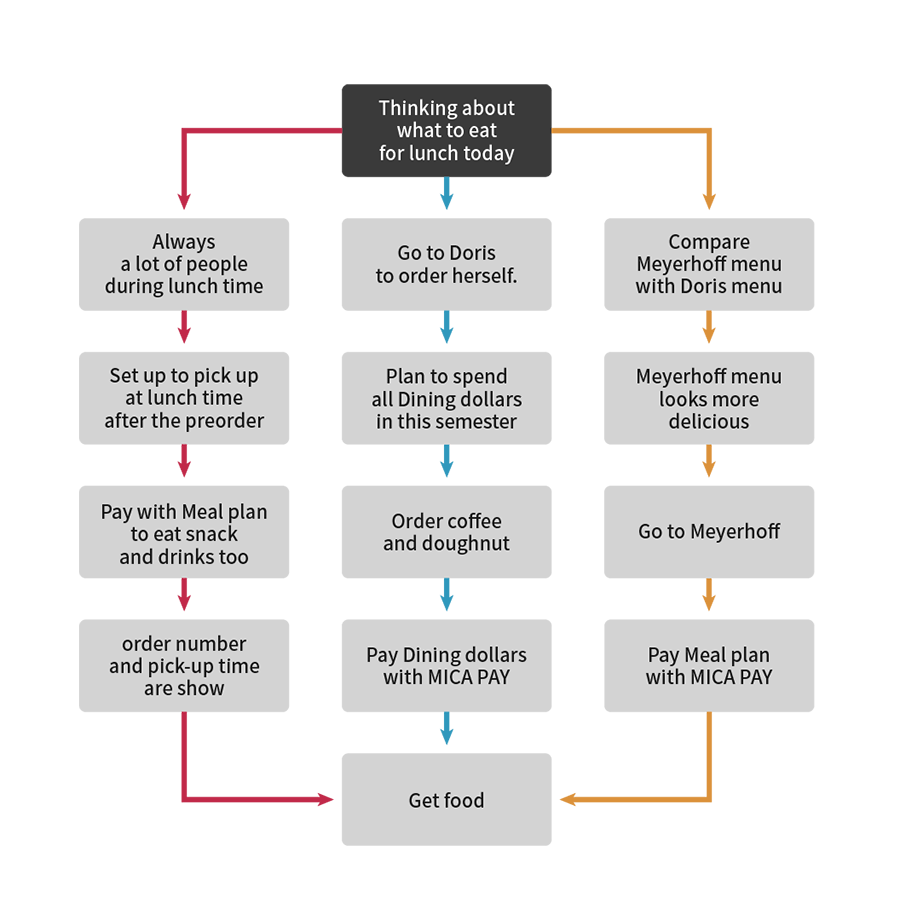 Thinking about
what to eat
for lunch today
Always
a lot of people
during lunch time
Set up to pick up
at lunch time
after the preorder
Pay with Meal plan
to eat snack
and drinks too
order number
and pick-up time
are show
Go to Doris
to order herself.
Plan to spend
all Dining dollars
in this semester
Order coffee
and doughnut
Pay Dining dollars
with MICA PAY
Compare
Meyerhoff menu
with Doris menu
Meyerhoff menu
looks more
delicious
Go to Meyerhoff
Pay Meal plan
with MICA PAY
Get food